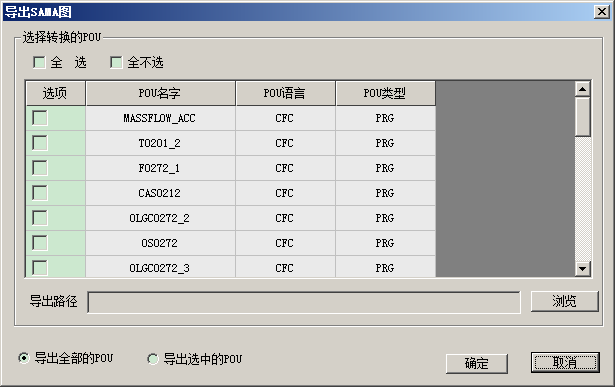 导出SAMA图
选择转换的POU
全 选 全不选
选项 POU名字 POU语言 POU类型
MASSFLOW_ACC CFC PRG
TO201_2 CFC PRG
FO272_1 CFC PRG
CASO212 CFC PRG
OLGCO272_2 CFC PRG
OSO272 CFC PRG
OLGCO272_3 CFC PRG
导出路径 浏览
导出全部的POU 导出选中的POU 确定 取消